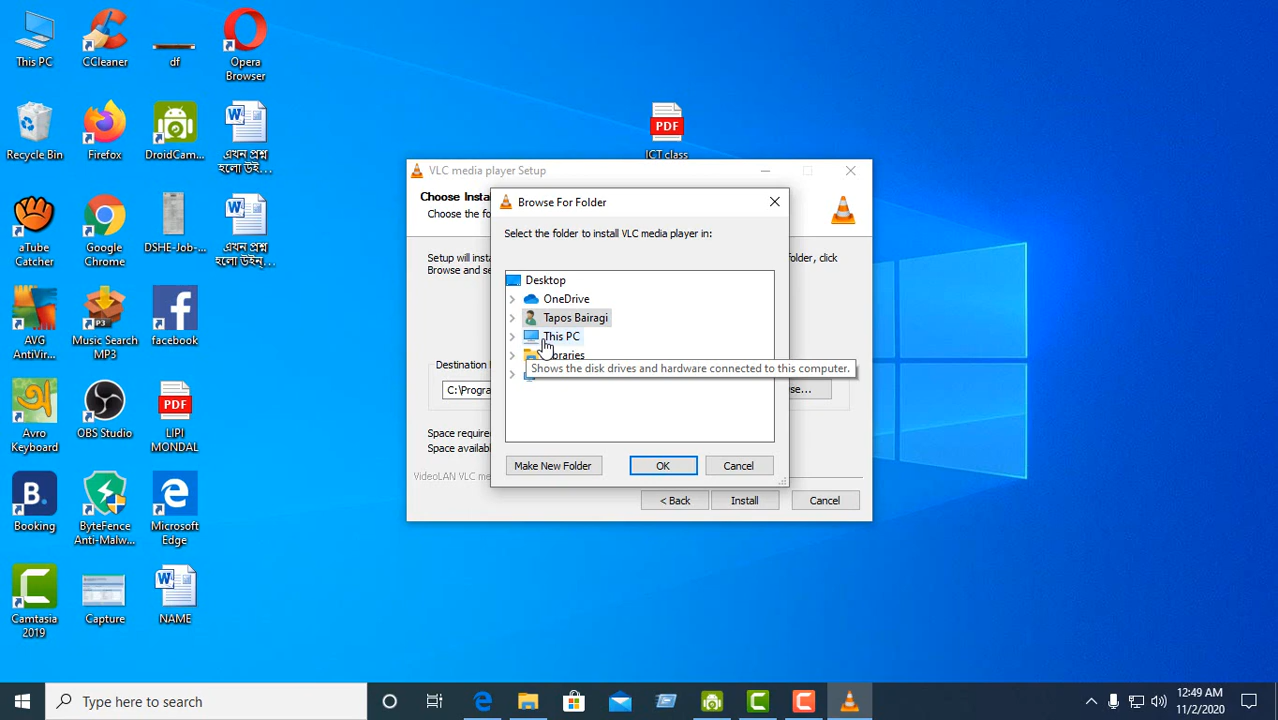 This PC
CCleaner
df
Opera
Browser
Recycle Bin
Firefox
DroidCam...
এখন প্রশ্ন
হলো উই...
PDF
ICT class
aTube
Catcher
Google
Chrome
DSHE-Job-...
এখন প্রশ্ন
হলো উইন্...
AVG
AntiVir...
P3
Music Search
MP3
facebook
Avro
Keyboard
OBS Studio
PDF
LIPI
MONDAL
B.
Booking
ByteFence
Anti-Malw...
Microsoft
Edge
Camtasia
2019
Capture
NAME
VLC media player Setup
Choose Insta
Choose the fo
Setup will insta
Browse and se
folder, click
Destination
C:\Progra
se...
Space require
Space availab
VideoLAN VLC me
< Back
Install
Cancel
Browse For Folder
Select the folder to install VLC media player in:
Desktop
OneDrive
Tapos Bairagi
This PC
Shows the disk drives and hardware connected to this computer.
Make New Folder
OK
Cancel
Type here to search
12:49 AM
11/2/2020